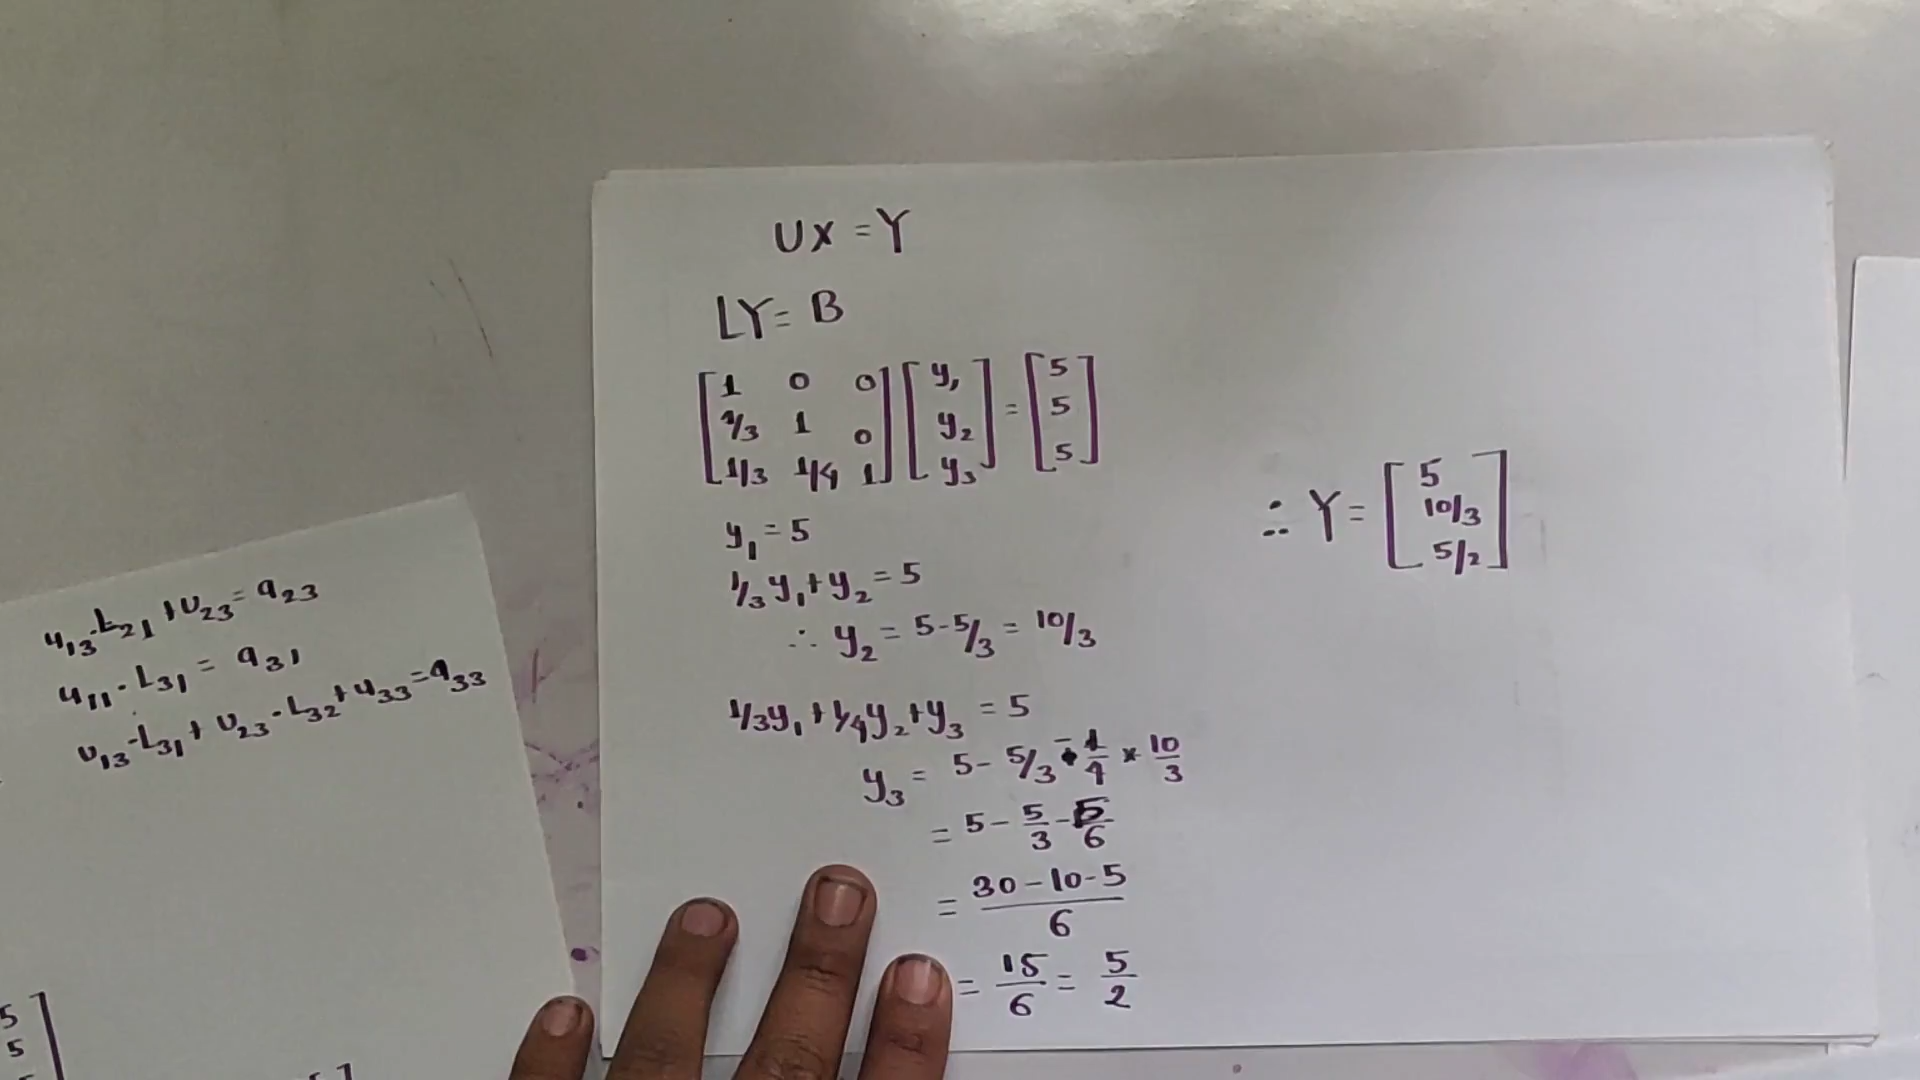 UX = Y
LY = B
[1 0 0] [y1] = [5]
[1/3 1 0] [y2] [5]
[1/3 1/4 1] [y3] [5]
y1 = 5
1/3 y1 + y2 = 5
∴ y2 = 5 - 5/3 = 10/3
1/3 y1 + 1/4 y2 + y3 = 5
y3 = 5 - 5/3 - 1/4 * 10/3
= 5 - 5/3 - 5/6
= (30 - 10 - 5)/6
= 15/6 = 5/2
∴ Y = [5
10/3
5/2]
u13 · L21 + u23 = a23
u11 · L31 = a31
u13 · L31 + u23 · L32 + u33 = a33
5
5